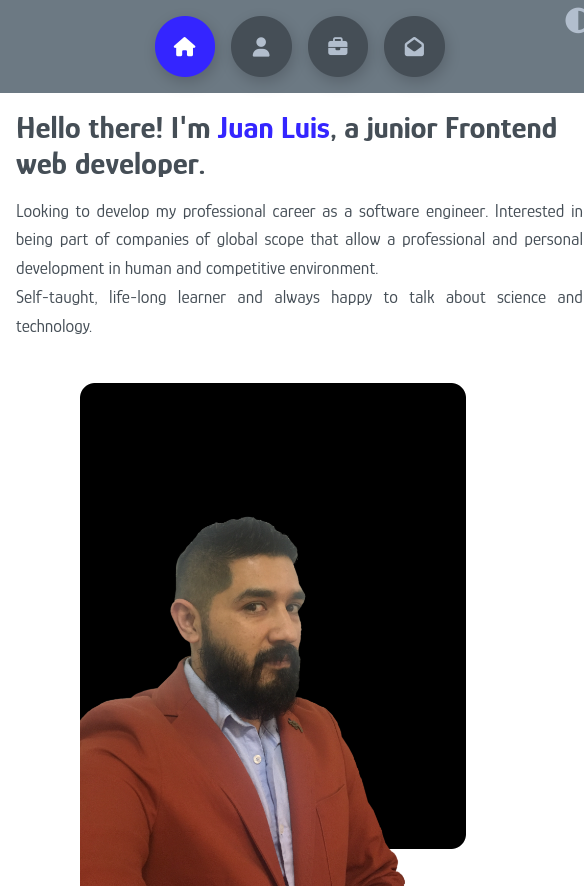 Hello there! I'm Juan Luis, a junior Frontend
web developer.
Looking to develop my professional career as a software engineer. Interested in
being part of companies of global scope that allow a professional and personal
development in human and competitive environment.
Self-taught, life-long learner and always happy to talk about science and
technology.